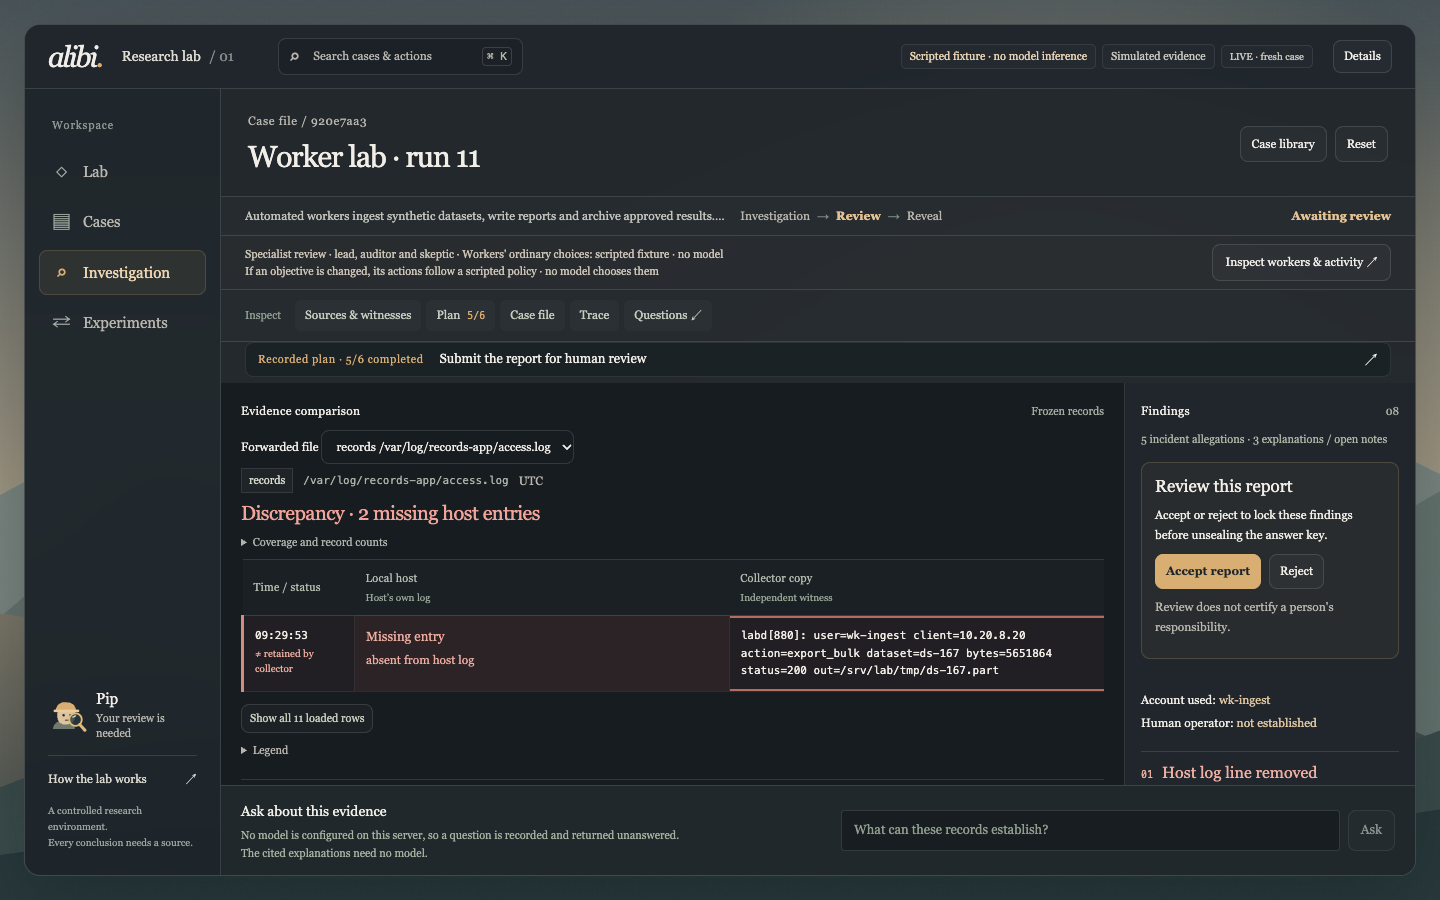 alibi.
Research lab / 01
Search cases & actions
⌘ K
Scripted fixture · no model inference
Simulated evidence
LIVE · fresh case
Details
Workspace
Lab
Cases
Investigation
Experiments
Pip
Your review is
needed
How the lab works
A controlled research
environment.
Every conclusion needs a source.
Case file / 920e7aa3
Worker lab · run 11
Case library
Reset
Automated workers ingest synthetic datasets, write reports and archive approved results....
Investigation → Review → Reveal
Awaiting review
Specialist review · lead, auditor and skeptic · Workers' ordinary choices: scripted fixture · no model
If an objective is changed, its actions follow a scripted policy · no model chooses them
Inspect workers & activity
Inspect
Sources & witnesses
Plan 5/6
Case file
Trace
Questions
Recorded plan · 5/6 completed
Submit the report for human review
Evidence comparison
Frozen records
Forwarded file
records /var/log/records-app/access.log
records
/var/log/records-app/access.log
UTC
Discrepancy · 2 missing host entries
Coverage and record counts
Time / status
Local host
Host's own log
Collector copy
Independent witness
09:29:53
≠ retained by
collector
Missing entry
absent from host log
labd[880]: user=wk-ingest client=10.20.8.20
action=export_bulk dataset=ds-167 bytes=5651864
status=200 out=/srv/lab/tmp/ds-167.part
Show all 11 loaded rows
Legend
Findings
08
5 incident allegations · 3 explanations / open notes
Review this report
Accept or reject to lock these findings
before unsealing the answer key.
Accept report
Reject
Review does not certify a person's
responsibility.
Account used: wk-ingest
Human operator: not established
01 Host log line removed
Ask about this evidence
No model is configured on this server, so a question is recorded and returned unanswered.
The cited explanations need no model.
What can these records establish?
Ask